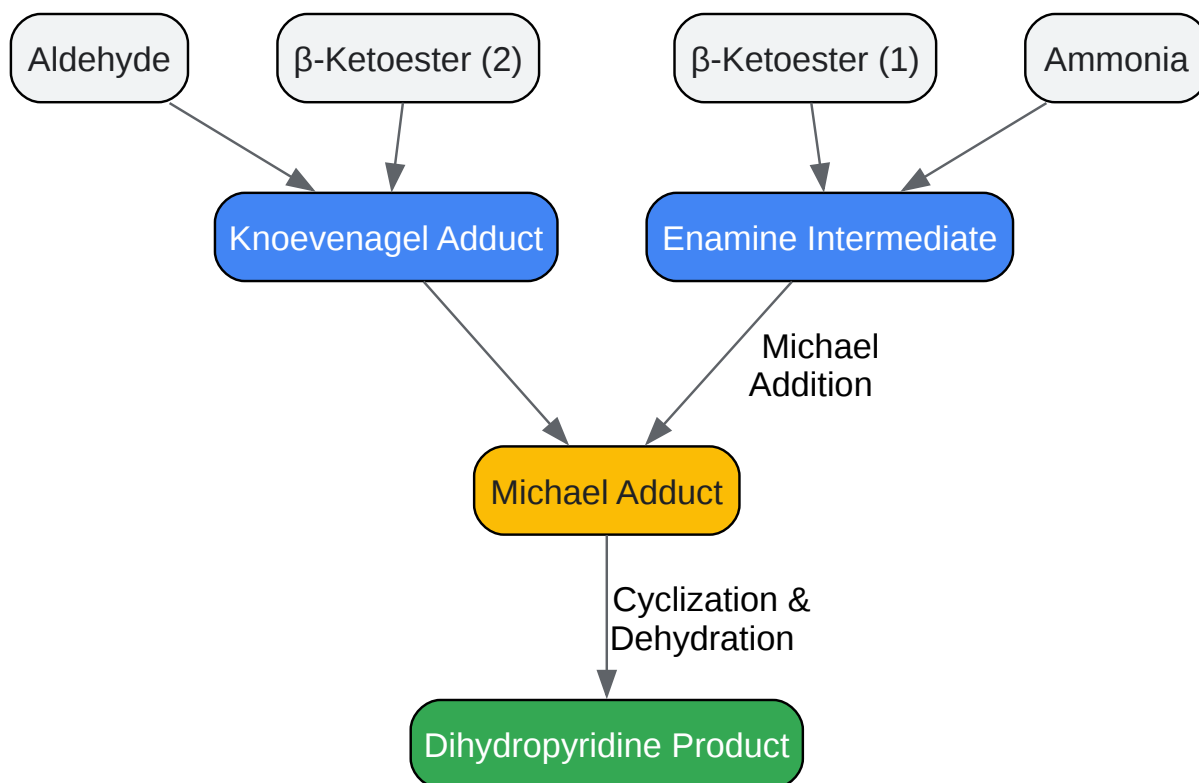 Aldehyde
β-Ketoester (2)
β-Ketoester (1)
Ammonia
Knoevenagel Adduct
Enamine Intermediate
Michael
Addition
Michael Adduct
Cyclization &
Dehydration
Dihydropyridine Product